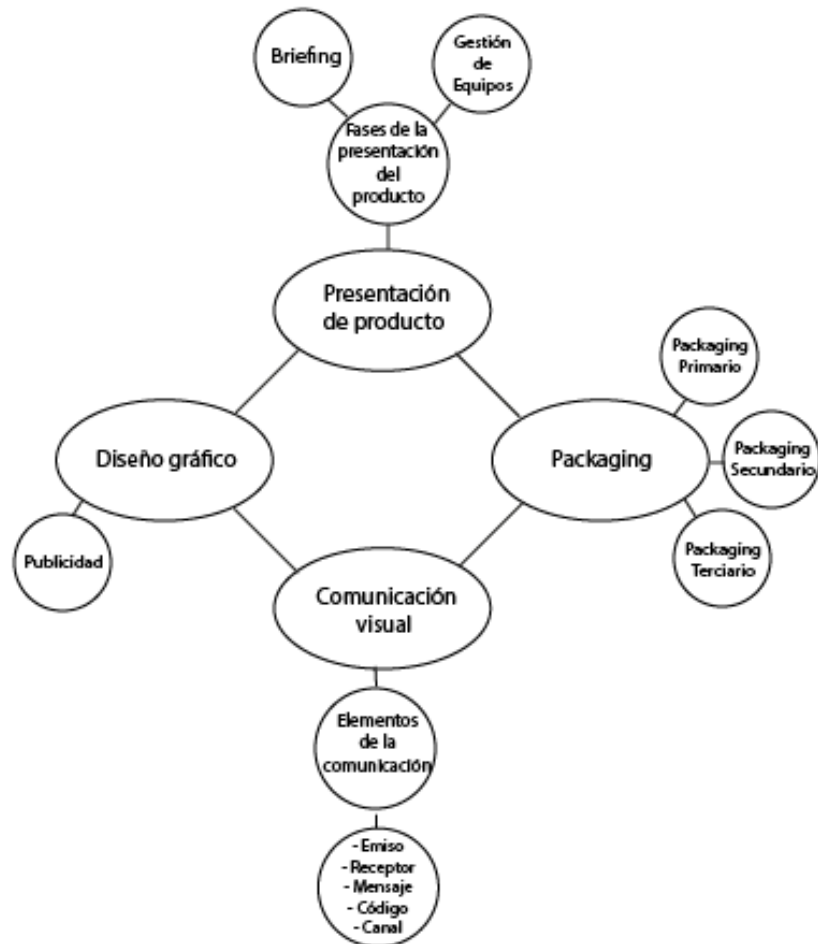 Briefing
Gestión
de
Equipos
Fases de la
presentación
del
producto
Presentación
de producto
Packaging
Primario
Diseño gráfico
Packaging
Packaging
Secundario
Publicidad
Packaging
Terciario
Comunicación
visual
Elementos
de la
comunicación
- Emiso
- Receptor
- Mensaje
- Código
- Canal